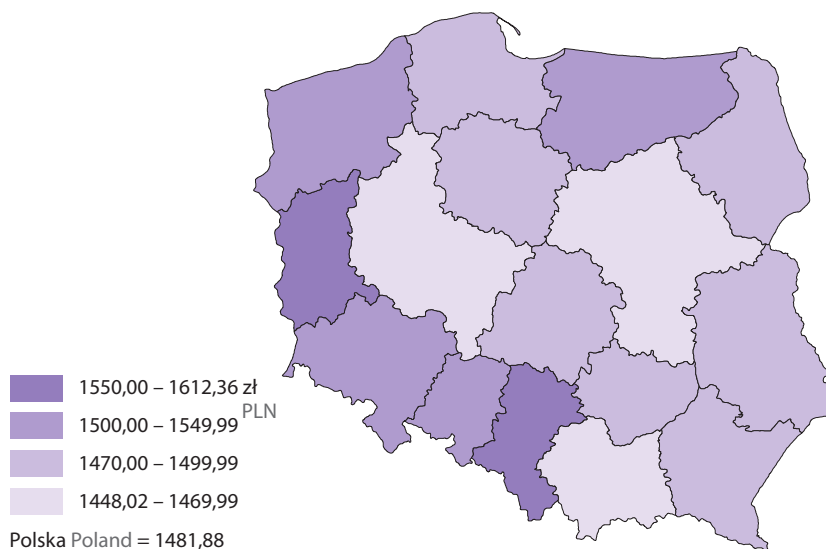 1550,00 – 1612,36 zł
PLN
1500,00 – 1549,99
1470,00 – 1499,99
1448,02 – 1469,99
Polska Poland = 1481,88